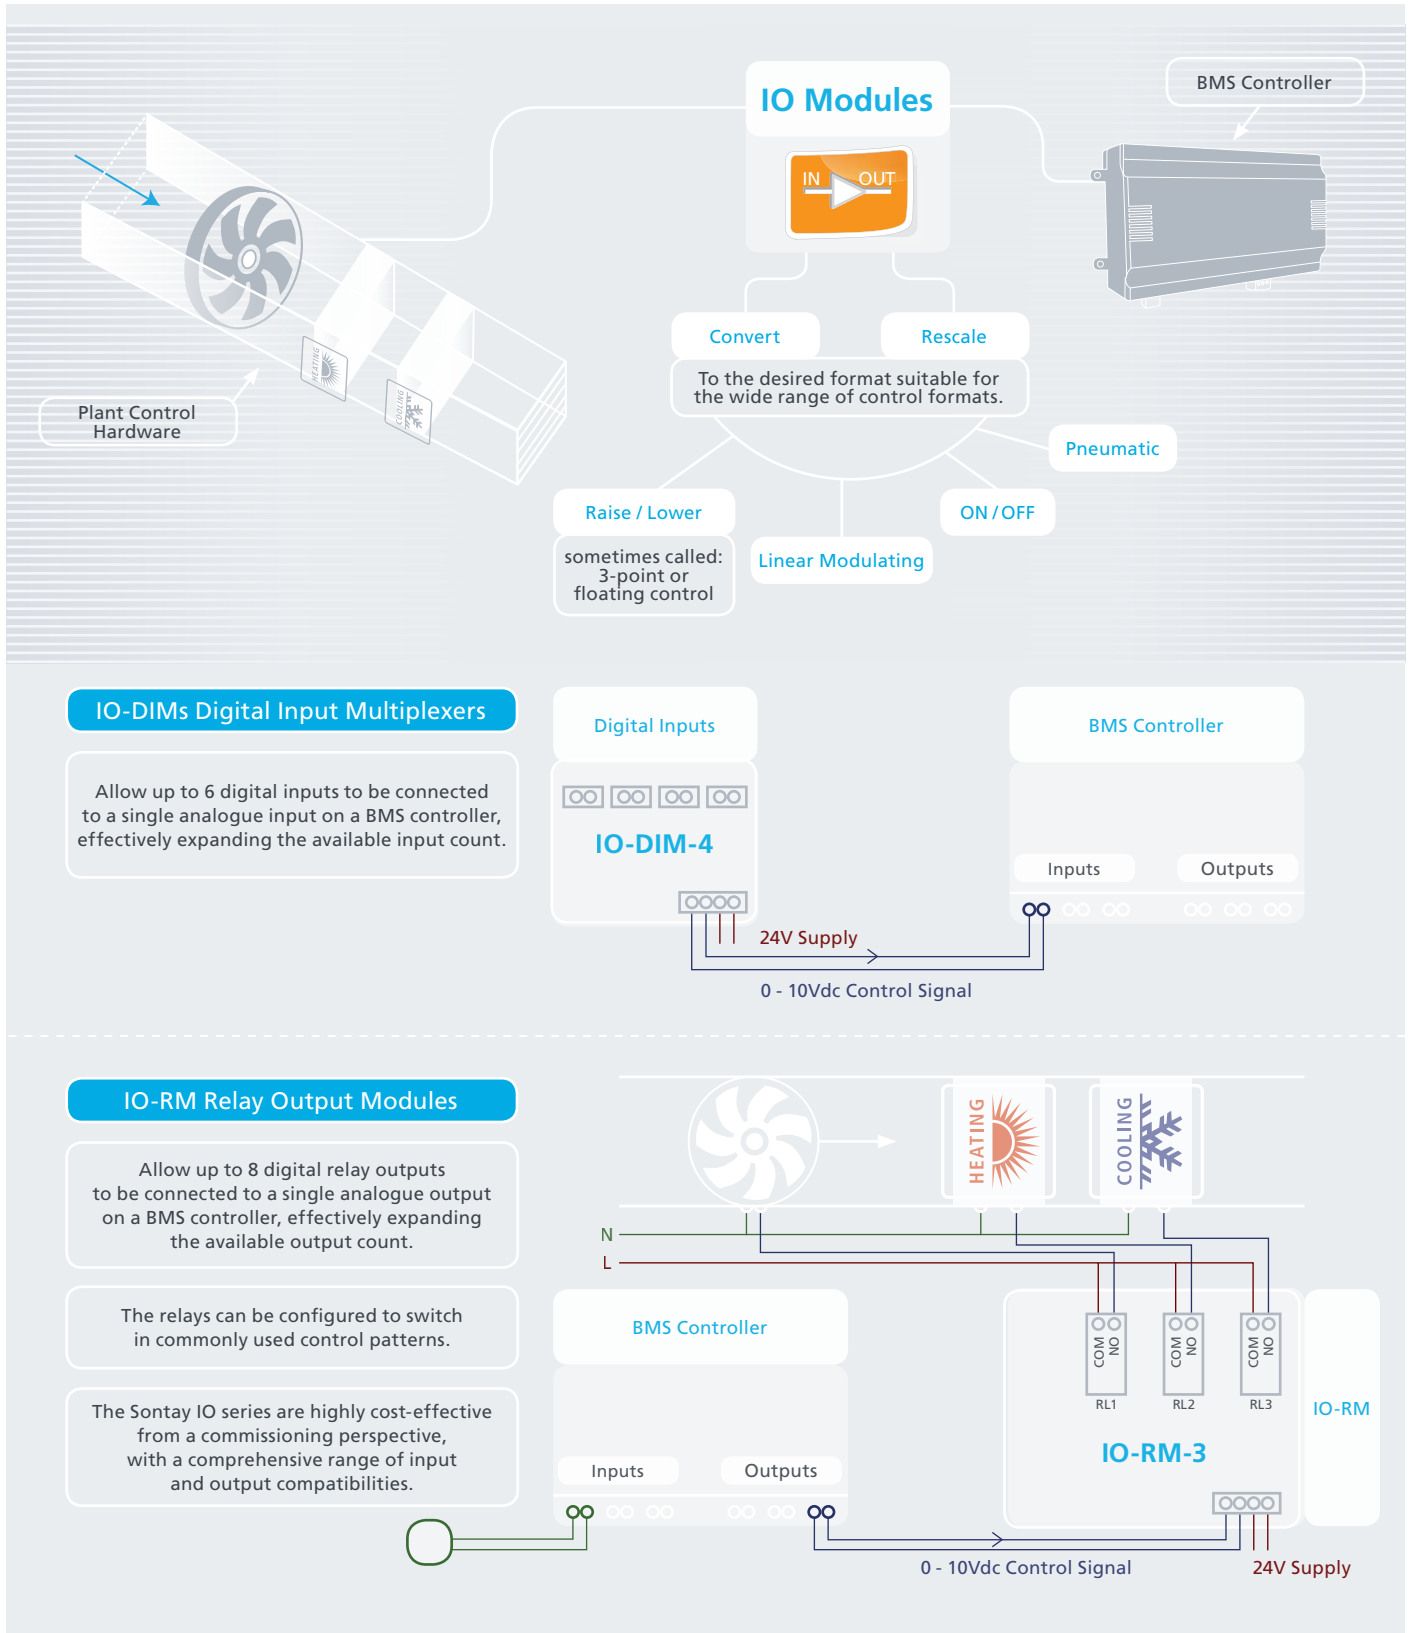 IO Modules
IN
OUT
BMS Controller
Convert
Rescale
To the desired format suitable for
the wide range of control formats.
HEATING
COOLING
Plant Control
Hardware
Pneumatic
Raise / Lower
ON / OFF
sometimes called:
3-point or
floating control
Linear Modulating
IO-DIMs Digital Input Multiplexers
Allow up to 6 digital inputs to be connected
to a single analogue input on a BMS controller,
effectively expanding the available input count.
Digital Inputs
IO-DIM-4
BMS Controller
Inputs
Outputs
24V Supply
0 - 10Vdc Control Signal
IO-RM Relay Output Modules
Allow up to 8 digital relay outputs
to be connected to a single analogue output
on a BMS controller, effectively expanding
the available output count.
The relays can be configured to switch
in commonly used control patterns.
The Sontay IO series are highly cost-effective
from a commissioning perspective,
with a comprehensive range of input
and output compatibilities.
HEATING
COOLING
N
L
BMS Controller
Inputs
Outputs
COM
NO
COM
NO
COM
NO
RL1
RL2
RL3
IO-RM
IO-RM-3
0 - 10Vdc Control Signal
24V Supply